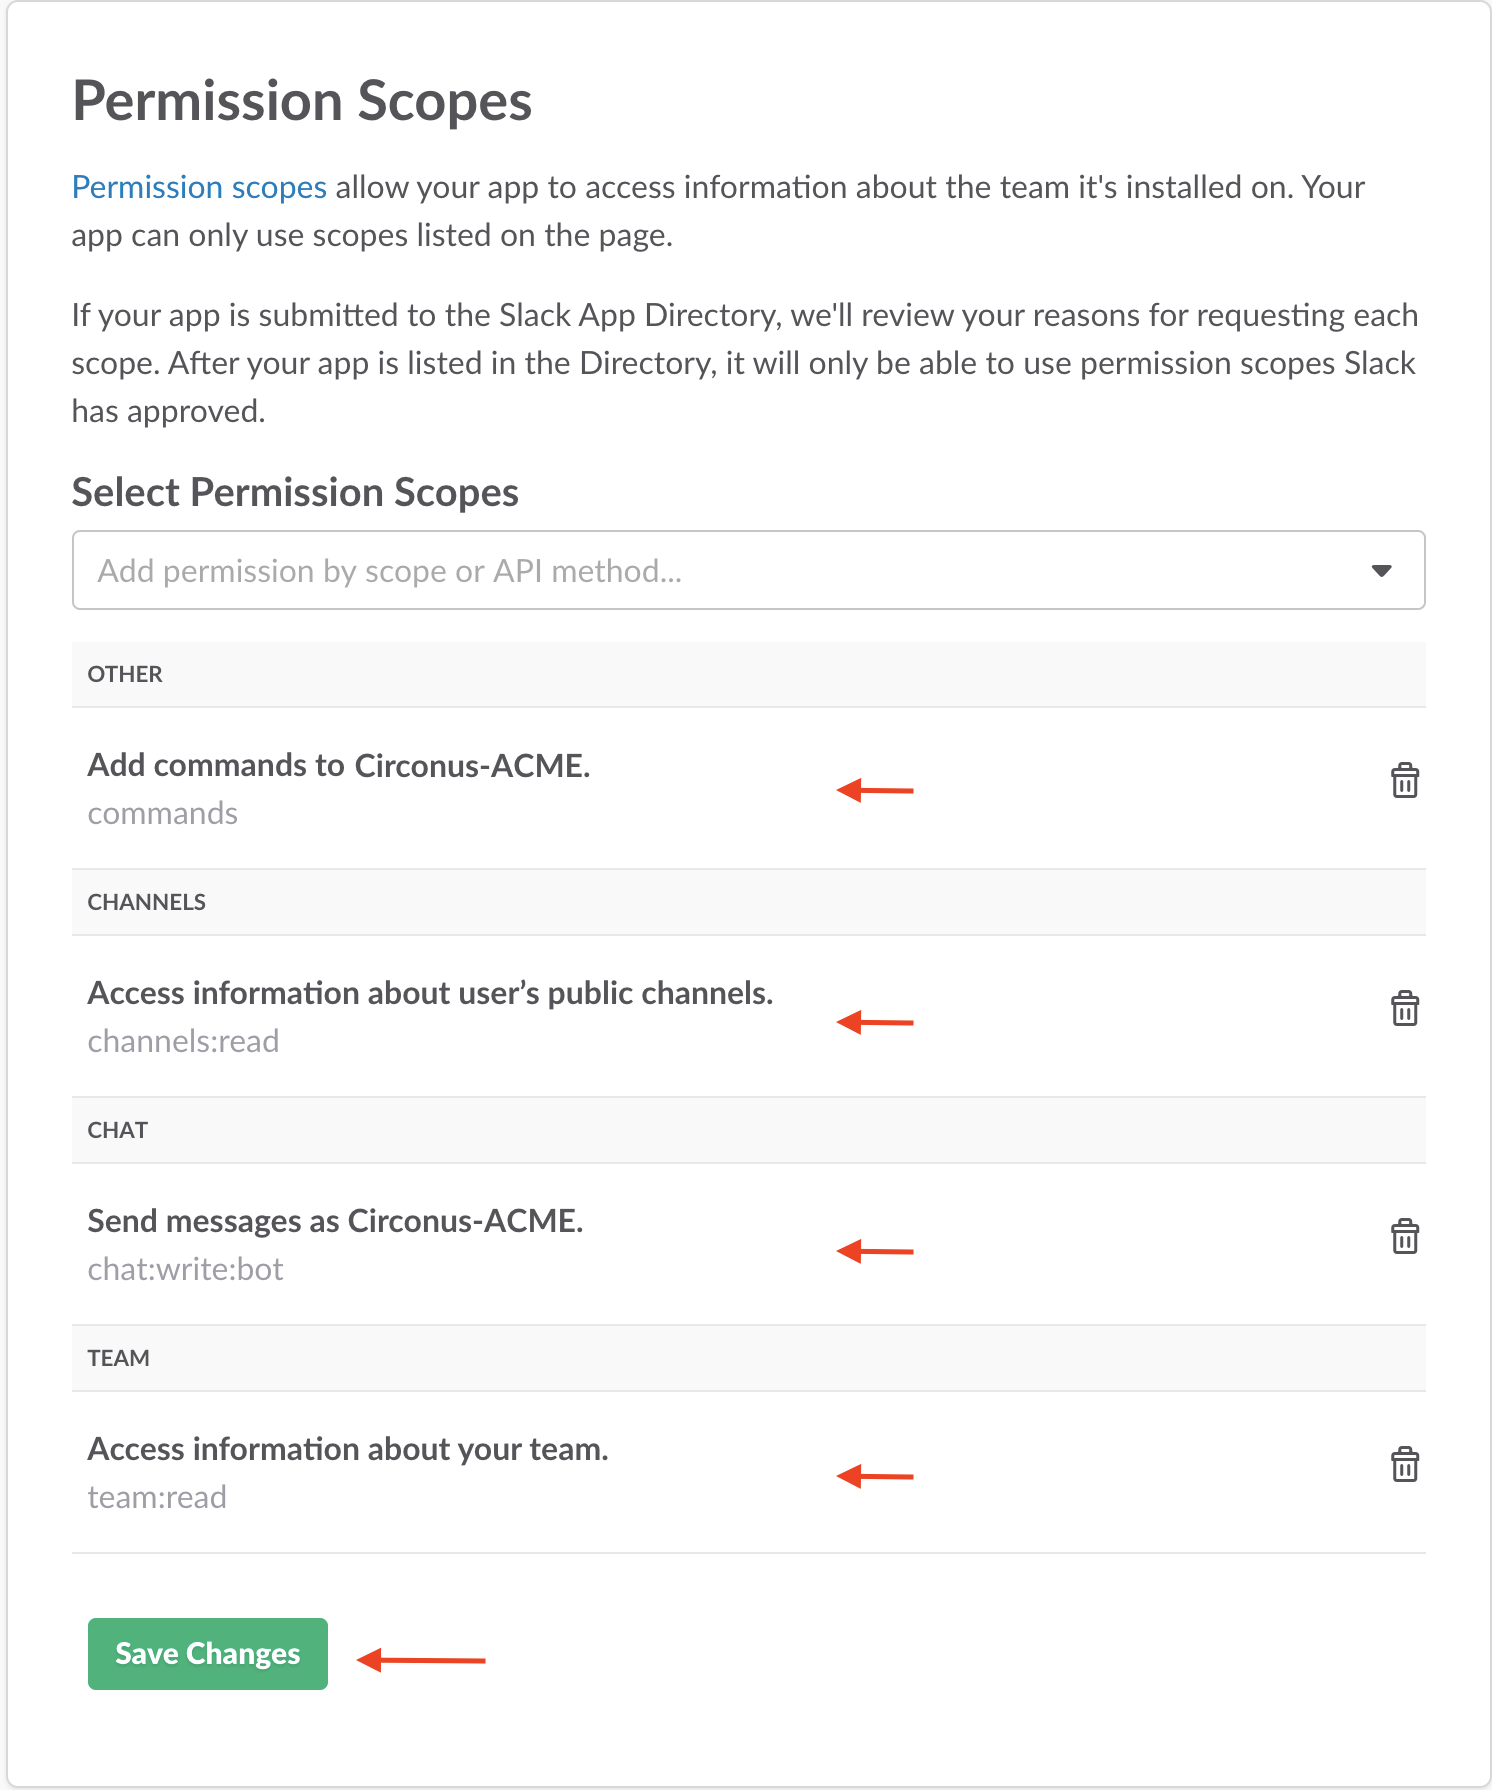 Permission Scopes
Permission scopes allow your app to access information about the team it's installed on. Your
app can only use scopes listed on the page.
If your app is submitted to the Slack App Directory, we'll review your reasons for requesting each
scope. After your app is listed in the Directory, it will only be able to use permission scopes Slack
has approved.
Select Permission Scopes
Add permission by scope or API method...
OTHER
Add commands to Circonus-ACME.
commands
CHANNELS
Access information about user’s public channels.
channels:read
CHAT
Send messages as Circonus-ACME.
chat:write:bot
TEAM
Access information about your team.
team:read
Save Changes